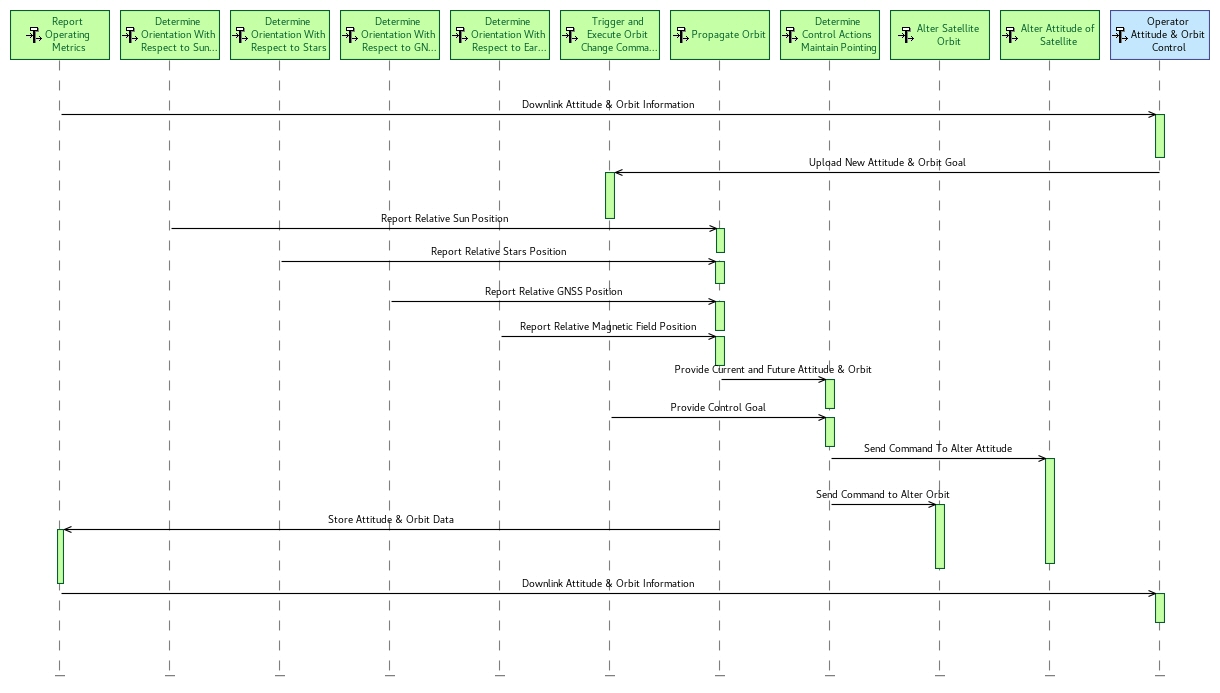 Report
Operating
Metrics
Determine
Orientation With
Respect to Sun...
Determine
Orientation With
Respect to Stars
Determine
Orientation With
Respect to GN...
Determine
Orientation With
Respect to Ear...
Trigger and
Execute Orbit
Change Comma...
Propagate Orbit
Determine
Control Actions
Maintain Pointing
Alter Satellite
Orbit
Alter Attitude of
Satellite
Operator
Attitude & Orbit
Control
Downlink Attitude & Orbit Information
Upload New Attitude & Orbit Goal
Report Relative Sun Position
Report Relative Stars Position
Report Relative GNSS Position
Report Relative Magnetic Field Position
Provide Current and Future Attitude & Orbit
Provide Control Goal
Send Command To Alter Attitude
Send Command to Alter Orbit
Store Attitude & Orbit Data
Downlink Attitude & Orbit Information